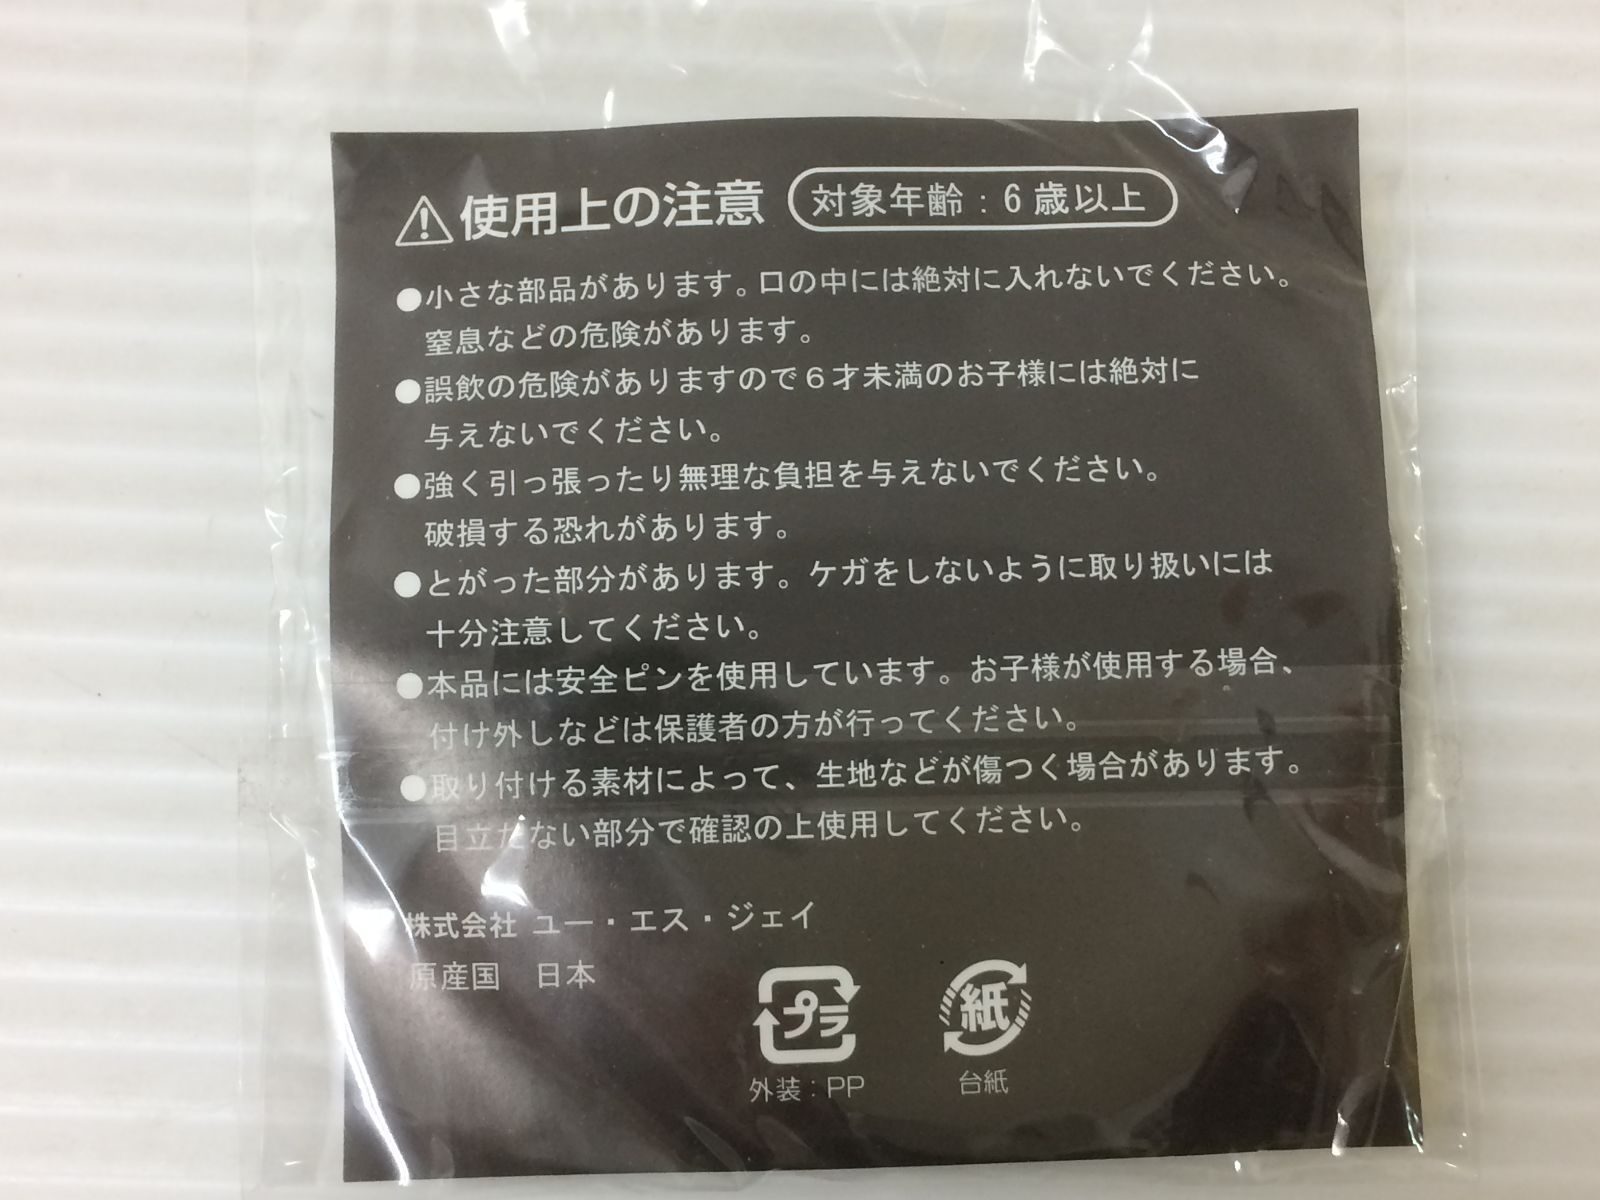 ⚠使用上の注意 対象年齢：6歳以上
●小さな部品があります。口の中には絶対に入れないでください。
窒息などの危険があります。
●誤飲の危険がありますので6才未満のお子様には絶対に
与えないでください。
●強く引っ張ったり無理な負担を与えないでください。
破損する恐れがあります。
●とがった部分があります。ケガをしないように取り扱いには
十分注意してください。
●本品には安全ピンを使用しています。お子様が使用する場合、
付け外しなどは保護者の方が行ってください。
●取り付ける素材によって、生地などが傷つく場合があります。
目立たない部分で確認の上使用してください。
株式会社 ユー・エス・ジェイ
原産国 日本
プラ 紙
外装：PP 台紙